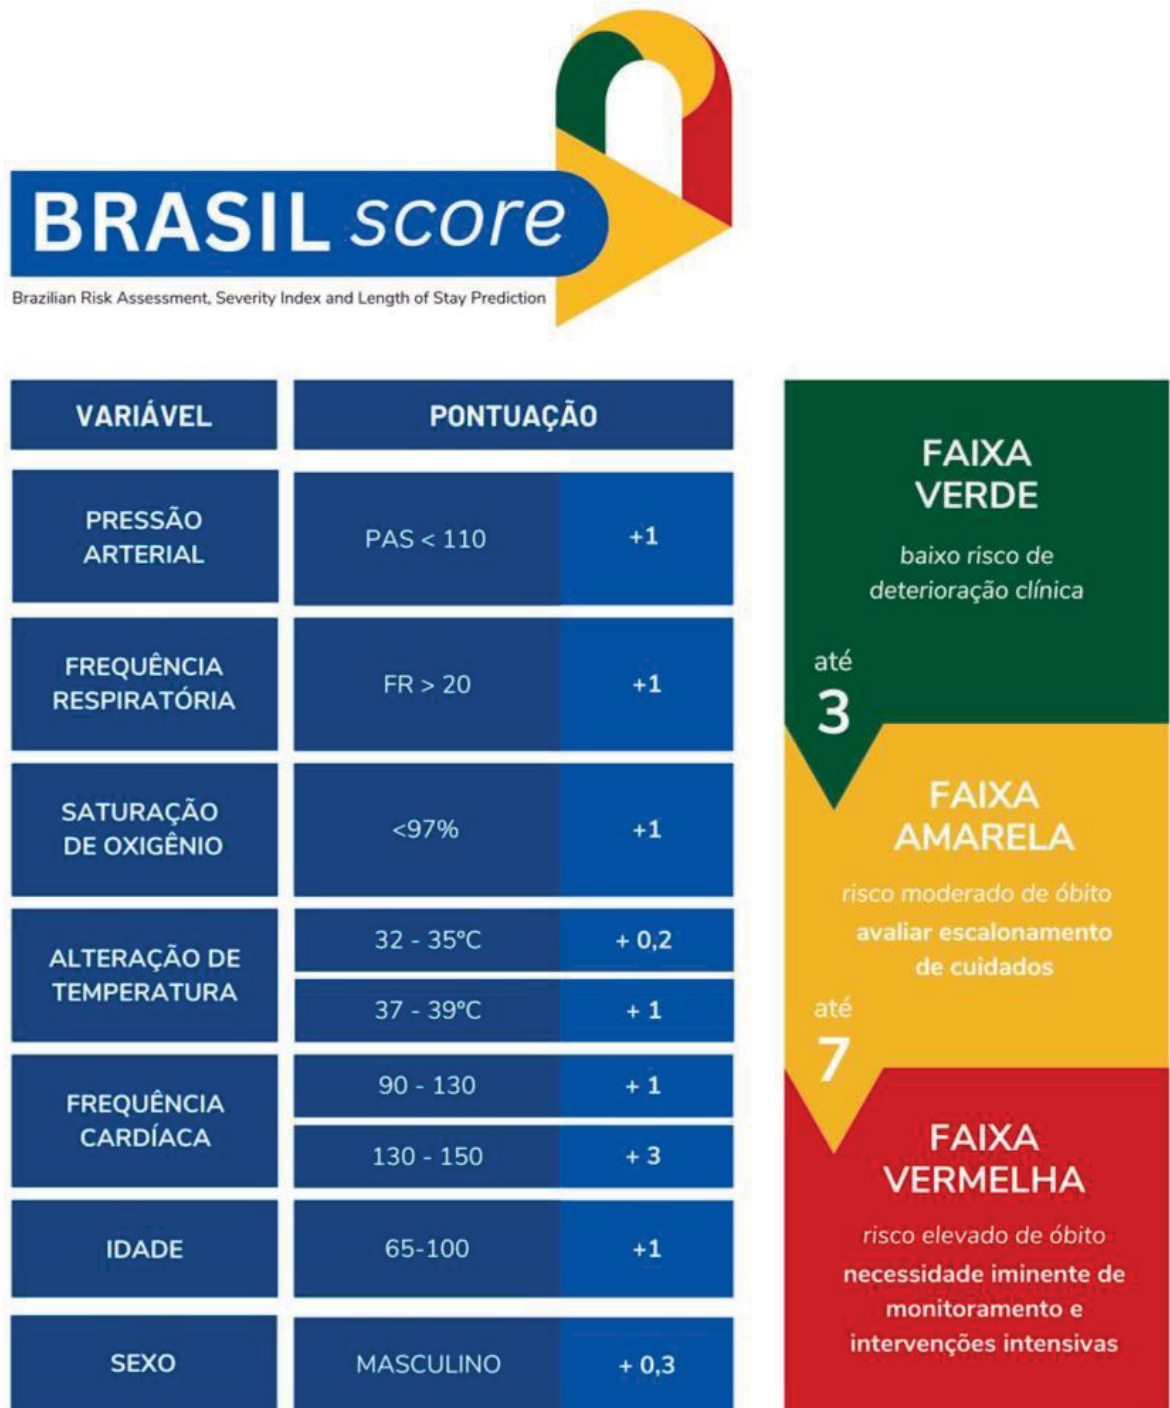 BRASIL score
Brazilian Risk Assessment, Severity Index and Length of Stay Prediction
VARIÁVEL
PONTUAÇÃO
PRESSÃO
ARTERIAL
PAS < 110
+1
FREQUÊNCIA
RESPIRATÓRIA
FR > 20
+1
SATURAÇÃO
DE OXIGÊNIO
<97%
+1
ALTERAÇÃO DE
TEMPERATURA
32 - 35ºC
+ 0,2
37 - 39ºC
+ 1
FREQUÊNCIA
CARDÍACA
90 - 130
+ 1
130 - 150
+ 3
IDADE
65-100
+1
SEXO
MASCULINO
+ 0,3
FAIXA
VERDE
baixo risco de
deterioração clínica
até
3
FAIXA
AMARELA
risco moderado de óbito
avaliar escalonamento
de cuidados
até
7
FAIXA
VERMELHA
risco elevado de óbito
necessidade iminente de
monitoramento e
intervenções intensivas